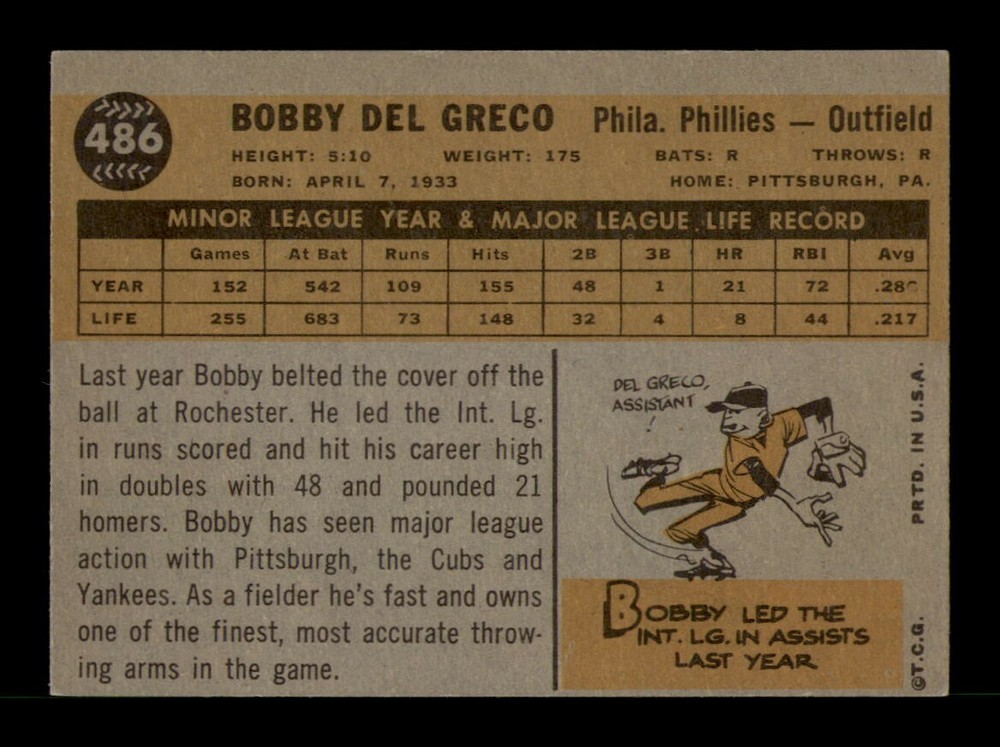 486
BOBBY DEL GRECO Phila. Phillies — Outfield
HEIGHT: 5:10 WEIGHT: 175 BATS: R THROWS: R
BORN: APRIL 7, 1933 HOME: PITTSBURGH, PA.
MINOR LEAGUE YEAR & MAJOR LEAGUE LIFE RECORD
Games At Bat Runs Hits 2B 3B HR RBI Avg
YEAR 152 542 109 155 48 1 21 72
LIFE 255 683 73 148 32 4 8 44 .217
Last year Bobby belted the cover off the
ball at Rochester. He led the Int. Lg.
in runs scored and hit his career high
in doubles with 48 and pounded 21
homers. Bobby has seen major league
action with Pittsburgh, the Cubs and
Yankees. As a fielder he's fast and owns
one of the finest, most accurate throw-
ing arms in the game.
DEL GRECO,
ASSISTANT
!
BOBBY LED THE
INT. LG. IN ASSISTS
LAST YEAR
©T.C.G. PRTD. IN U.S.A.